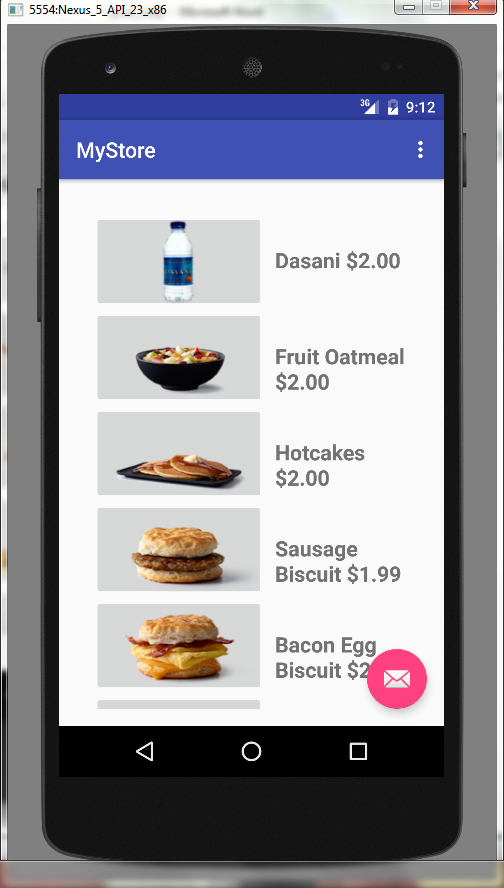 5554:Nexus_5_API_23_x86
3G 9:12
MyStore
Dasani $2.00
Fruit Oatmeal
$2.00
Hotcakes
$2.00
Sausage
Biscuit $1.99
Bacon Egg
Biscuit $2
DASANI